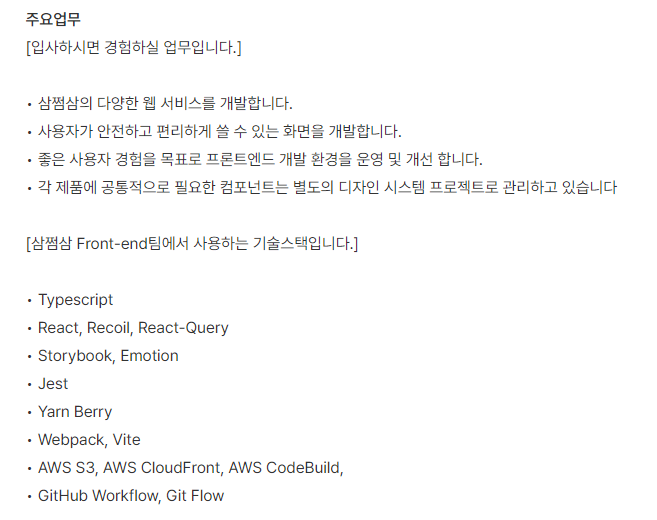 주요업무
[입사하시면 경험하실 업무입니다.]
• 삼쩜삼의 다양한 웹 서비스를 개발합니다.
• 사용자가 안전하고 편리하게 쓸 수 있는 화면을 개발합니다.
• 좋은 사용자 경험을 목표로 프론트엔드 개발 환경을 운영 및 개선 합니다.
• 각 제품에 공통적으로 필요한 컴포넌트는 별도의 디자인 시스템 프로젝트로 관리하고 있습니다
[삼쩜삼 Front-end팀에서 사용하는 기술스택입니다.]
• Typescript
• React, Recoil, React-Query
• Storybook, Emotion
• Jest
• Yarn Berry
• Webpack, Vite
• AWS S3, AWS CloudFront, AWS CodeBuild,
• GitHub Workflow, Git Flow